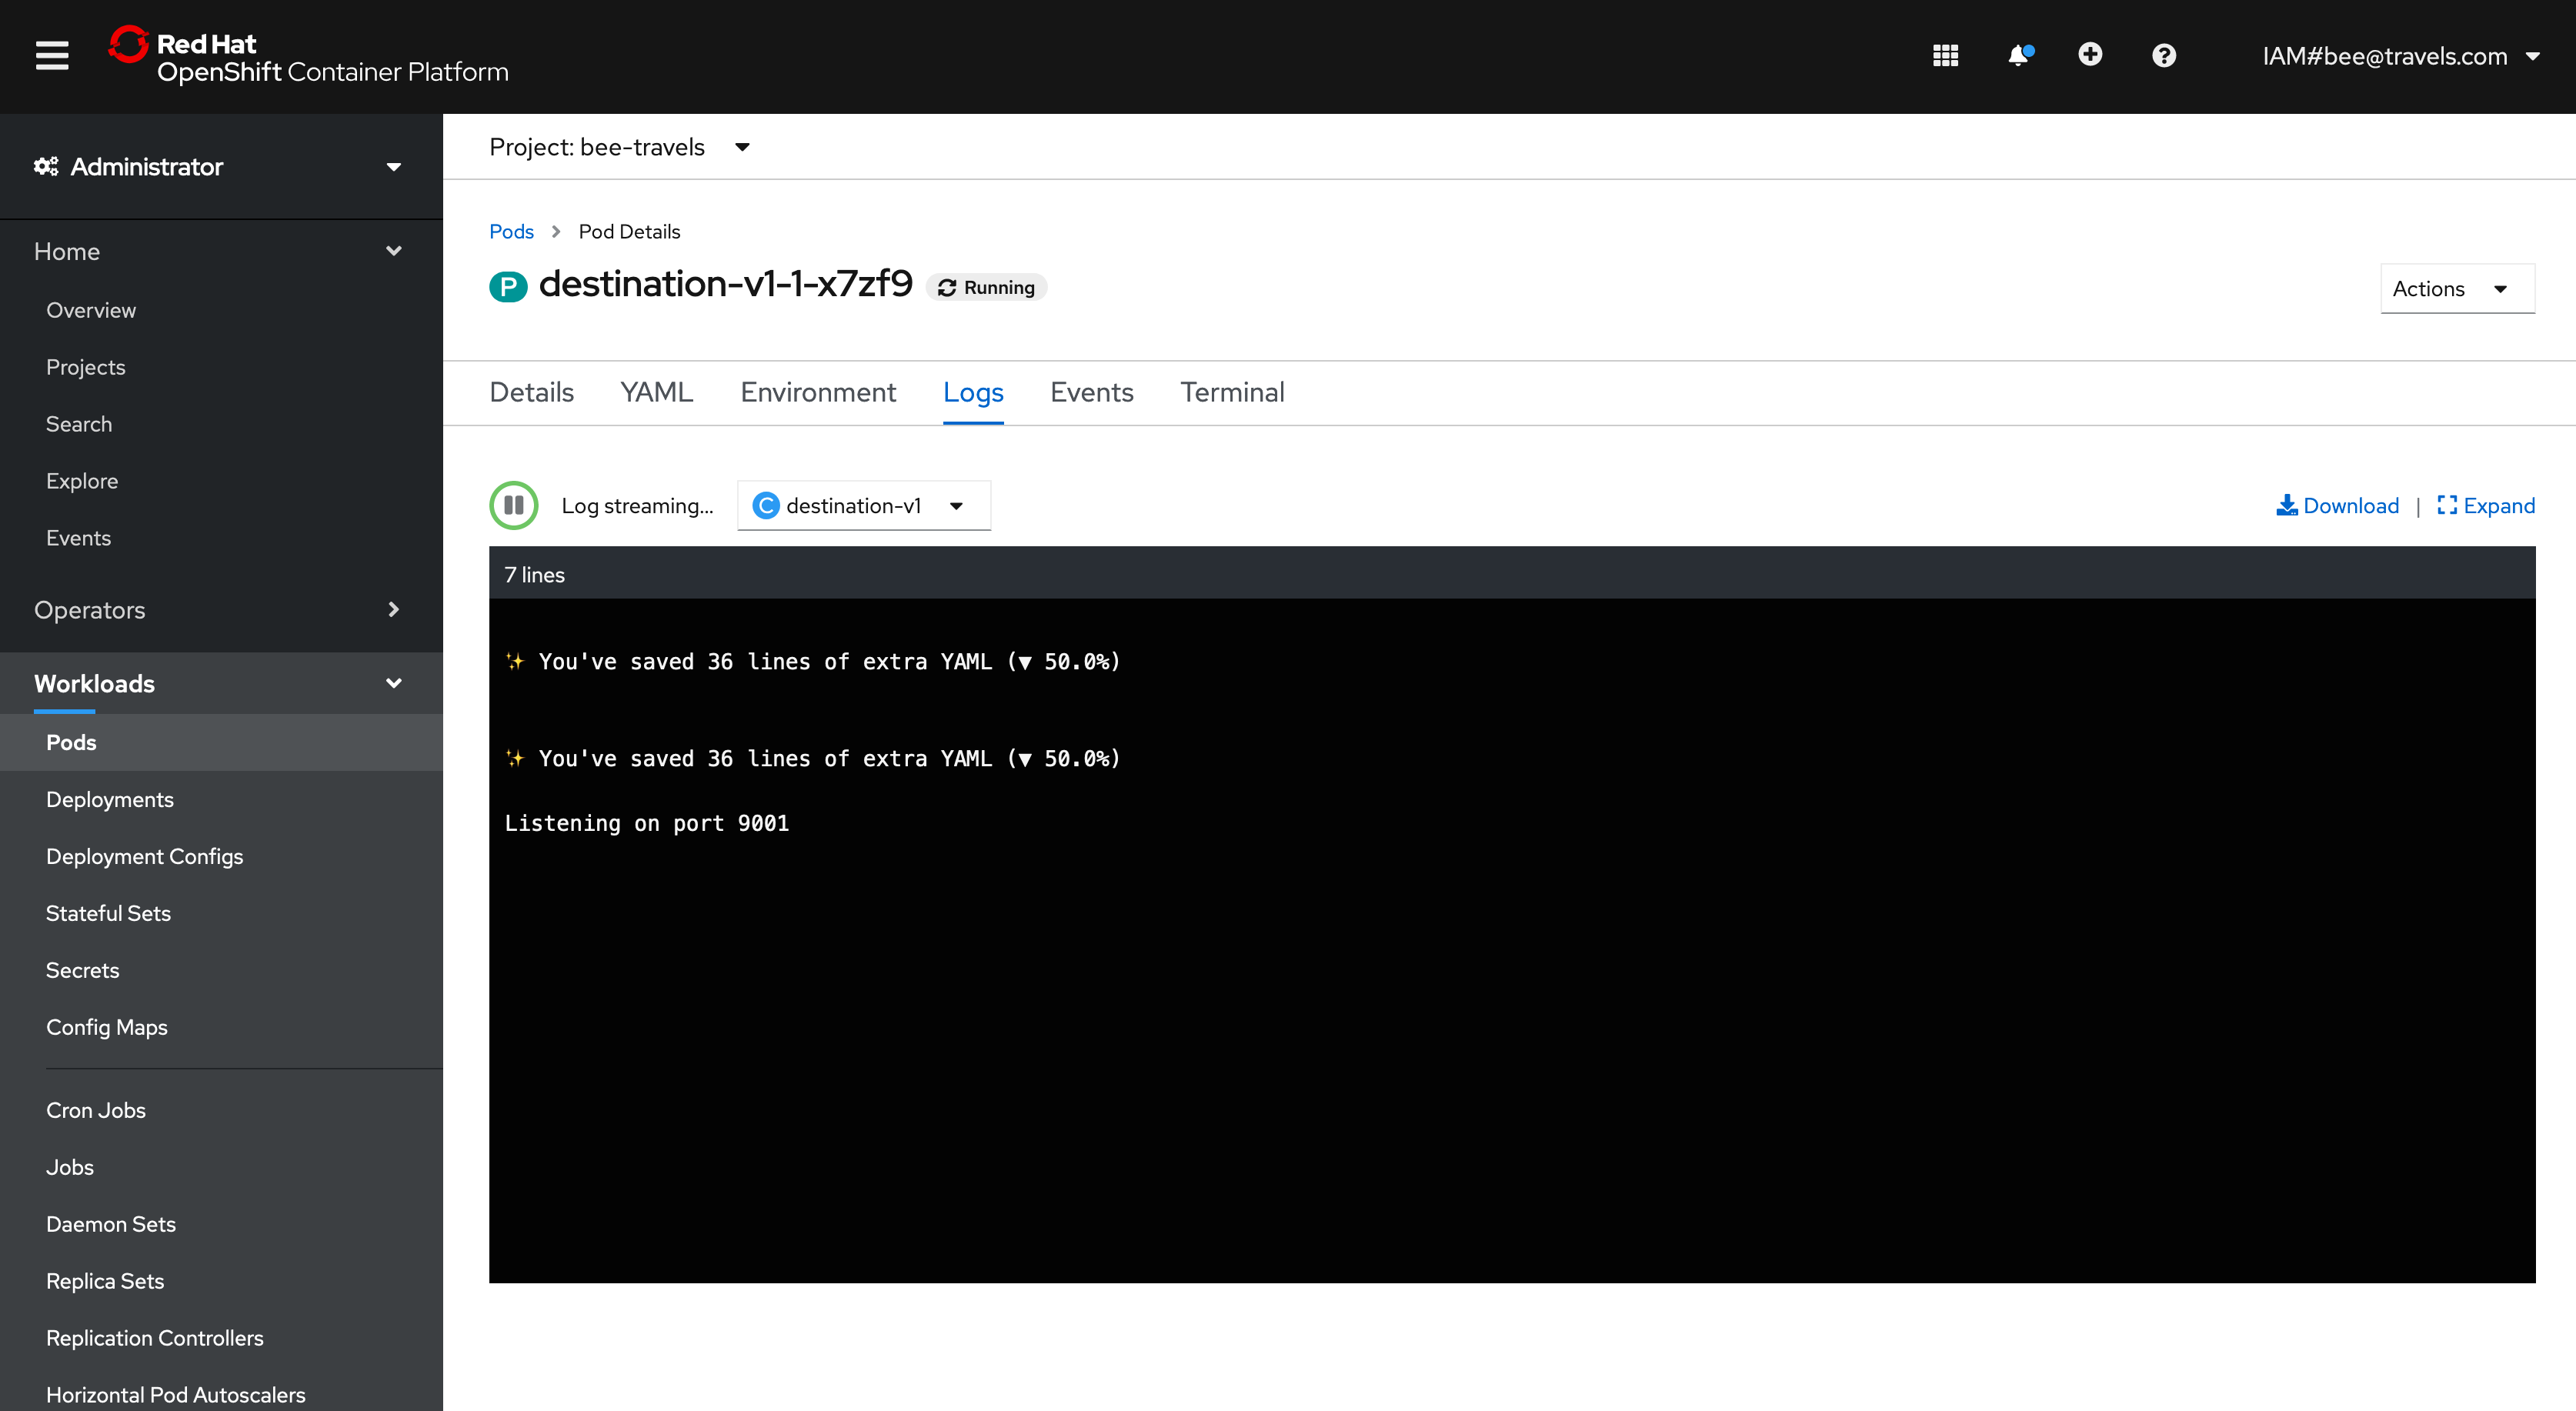 Red Hat
OpenShift Container Platform
IAM#bee@travels.com
Administrator
Home
Overview
Projects
Search
Explore
Events
Operators
Workloads
Pods
Deployments
Deployment Configs
Stateful Sets
Secrets
Config Maps
Cron Jobs
Jobs
Daemon Sets
Replica Sets
Replication Controllers
Horizontal Pod Autoscalers
Project: bee-travels
Pods > Pod Details
P destination-v1-1-x7zf9 Running
Actions
Details YAML Environment Logs Events Terminal
Log streaming... C destination-v1
Download | Expand
7 lines
✨ You've saved 36 lines of extra YAML (▼ 50.0%)
✨ You've saved 36 lines of extra YAML (▼ 50.0%)
Listening on port 9001